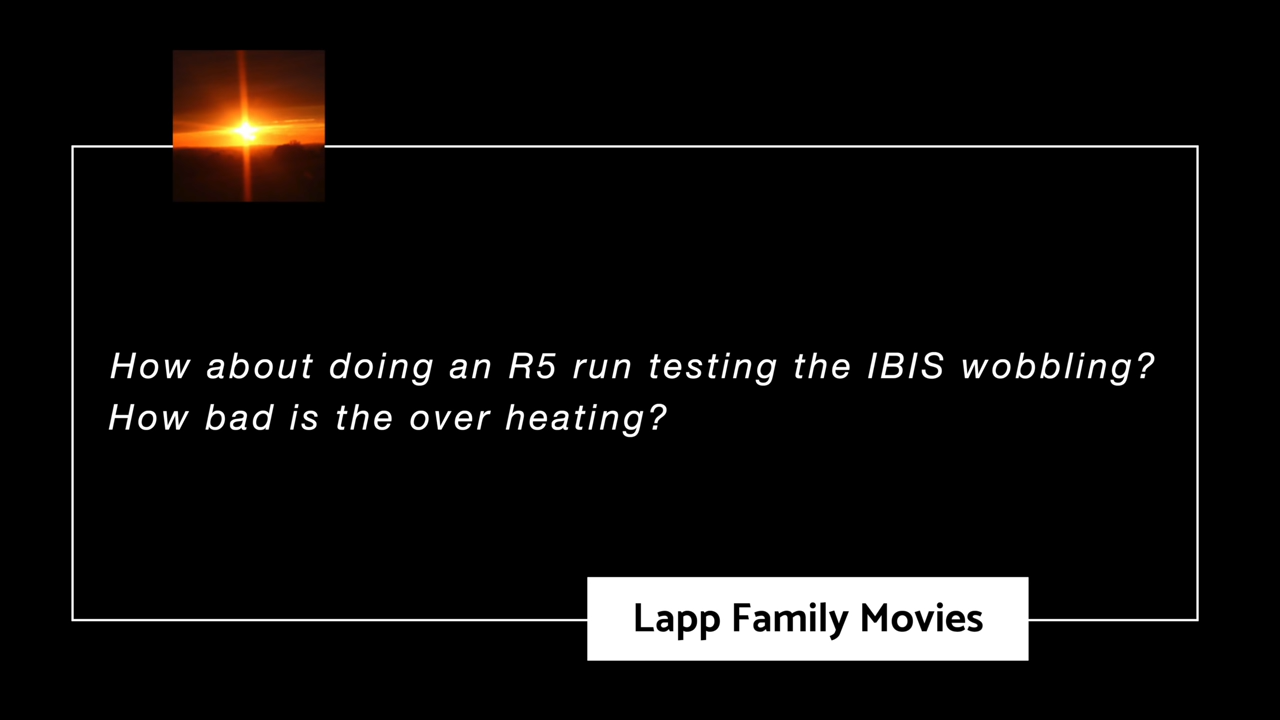 How about doing an R5 run testing the IBIS wobbling?
How bad is the over heating?
Lapp Family Movies